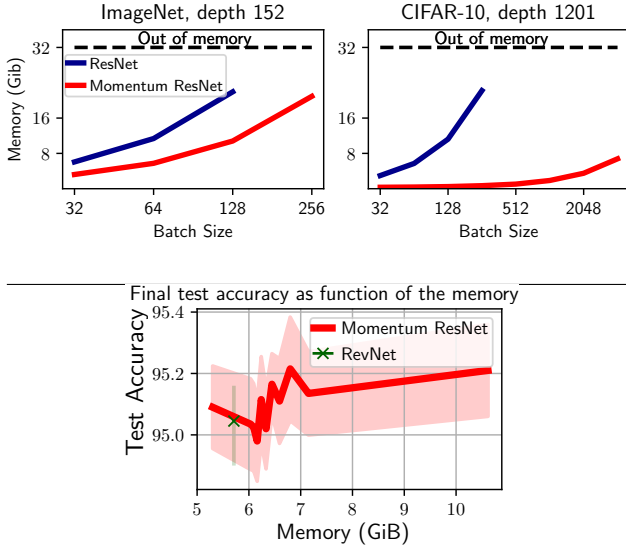 ImageNet, depth 152
CIFAR-10, depth 1201
Out of memory
Out of memory
32
ResNet
Momentum ResNet
16
8
Memory (Gib)
32
64
128
256
Batch Size
32
16
8
32
128
512
2048
Batch Size
Final test accuracy as function of the memory
95.4
Momentum ResNet
RevNet
95.2
95.0
Test Accuracy
5
6
7
8
9
10
Memory (GiB)